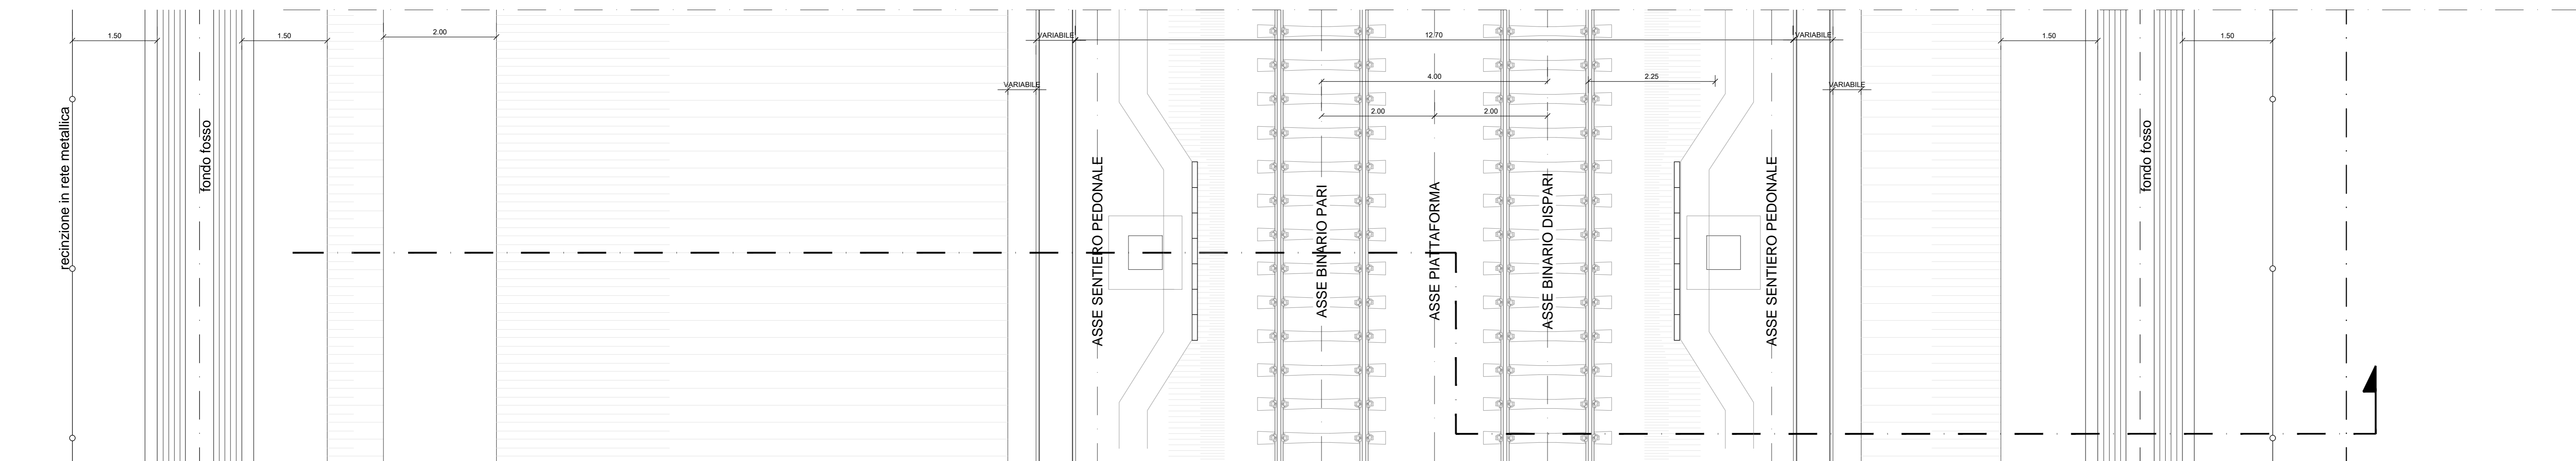 1.50
1.50
2.00
VARIABILE
12.70
VARIABILE
1.50
1.50
VARIABILE
4.00
2.25
VARIABILE
2.00
2.00
recinzione in rete metallica
fondo fosso
ASSE SENTIERO PEDONALE
ASSE BINARIO PARI
ASSE PIATTAFORMA
ASSE BINARIO DISPARI
ASSE SENTIERO PEDONALE
fondo fosso